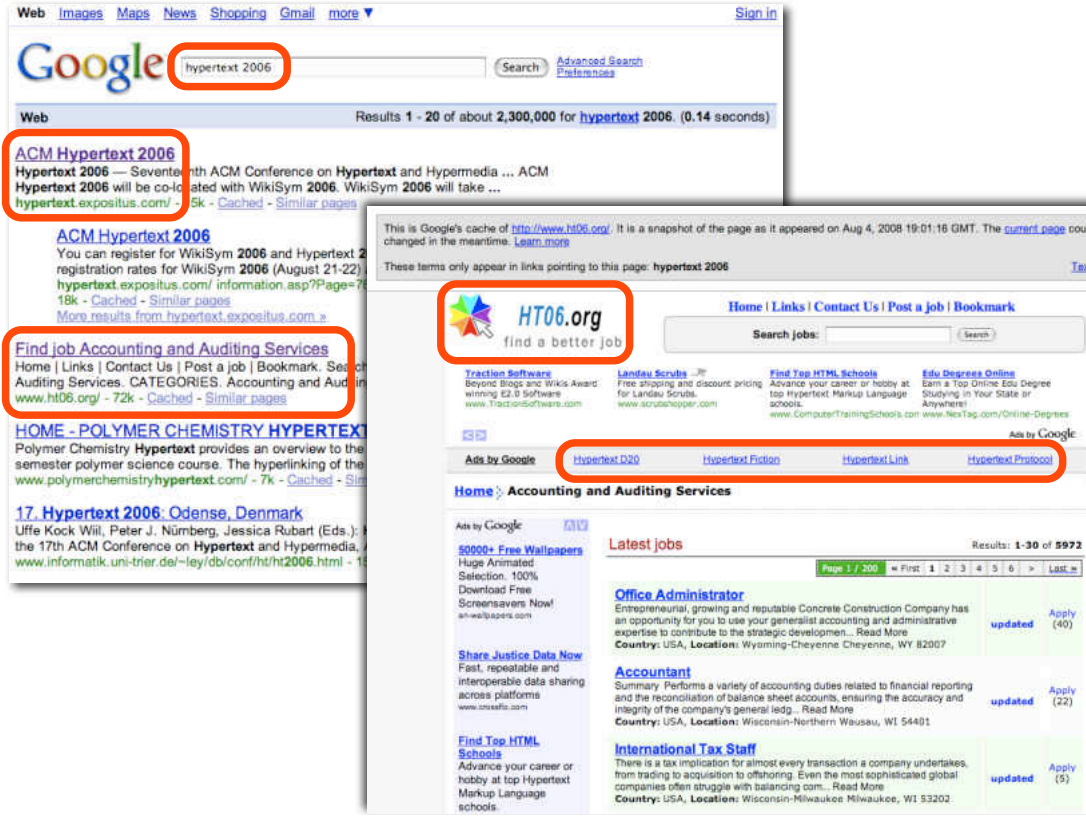 Web Images Maps News Shopping Gmail more ▼ Sign in
Google hypertext 2006 Search Advanced Search
Preferences
Web Results 1 - 20 of about 2,300,000 for hypertext 2006. (0.14 seconds)
ACM Hypertext 2006
Hypertext 2006 — Seventeenth ACM Conference on Hypertext and Hypermedia ... ACM
Hypertext 2006 will be co-located with WikiSym 2006. WikiSym 2006 will take ...
hypertext.expositus.com/ - 5k - Cached - Similar pages
ACM Hypertext 2006
You can register for WikiSym 2006 and Hypertext 2
registration rates for WikiSym 2006 (August 21-22)
hypertext.expositus.com/ information.asp?Page=7
18k - Cached - Similar pages
More results from hypertext.expositus.com »
Find job Accounting and Auditing Services
Home | Links | Contact Us | Post a job | Bookmark. Search
Auditing Services. CATEGORIES. Accounting and Auditin
www.ht06.org/ - 72k - Cached - Similar pages
HOME - POLYMER CHEMISTRY HYPERTEXT
Polymer Chemistry Hypertext provides an overview to the
semester polymer science course. The hyperlinking of the
www.polymerchemistryhypertext.com/ - 7k - Cached - Sim
17. Hypertext 2006: Odense, Denmark
Uffe Kock Wiil, Peter J. Nürnberg, Jessica Rubart (Eds.):
the 17th ACM Conference on Hypertext and Hypermedia,
www.informatik.uni-trier.de/~ley/db/conf/ht/ht2006.html - 1
This is Google's cache of http://www.ht06.org/. It is a snapshot of the page as it appeared on Aug 4, 2008 19:01:16 GMT. The current page cou
changed in the meantime. Learn more
These terms only appear in links pointing to this page: hypertext 2006 Te
HT06.org
find a better job
Home | Links | Contact Us | Post a job | Bookmark
Search jobs: Search
Traction Software
Beyond Blogs and Wikis Award
winning E2.0 Software
www.TractionSoftware.com
Landau Scrubs
Free shipping and discount pricing
for Landau Scrubs.
www.scrubshopper.com
Find Top HTML Schools
Advance your career or hobby at
top Hypertext Markup Language
schools.
www.ComputerTrainingSchools.con
Edu Degrees Online
Earn a Top Online Edu Degree
Studying in Your State or
Anywhere!
www.NexTag.com/Online-Degrees
Ads by Google
Ads by Google Hypertext D20 Hypertext Fiction Hypertext Link Hypertext Protocol
Home Accounting and Auditing Services
Ads by Google
50000+ Free Wallpapers
Huge Animated
Selection. 100%
Download Free
Screensavers Now!
an-wallpapers.com
Share Justice Data Now
Fast, repeatable and
interoperable data sharing
across platforms
www.crossflo.com
Find Top HTML
Schools
Advance your career or
hobby at top Hypertext
Markup Language
schools.
Latest jobs Results: 1-30 of 5972
Page 1 / 200 « First 1 2 3 4 5 6 > Last »
Office Administrator
Entrepreneurial, growing and reputable Concrete Construction Company has
an opportunity for you to use your generalist accounting and administrative
expertise to contribute to the strategic developmen... Read More
Country: USA, Location: Wyoming-Cheyenne Cheyenne, WY 82007
updated Apply
(40)
Accountant
Summary Performs a variety of accounting duties related to financial reporting
and the reconciliation of balance sheet accounts, ensuring the accuracy and
integrity of the company's general ledg... Read More
Country: USA, Location: Wisconsin-Northern Wausau, WI 54401
updated Apply
(22)
International Tax Staff
There is a tax implication for almost every transaction a company undertakes,
from trading to acquisition to offshoring. Even the most sophisticated global
companies often struggle with balancing com... Read More
Country: USA, Location: Wisconsin-Milwaukee Milwaukee, WI 53202
updated Apply
(5)